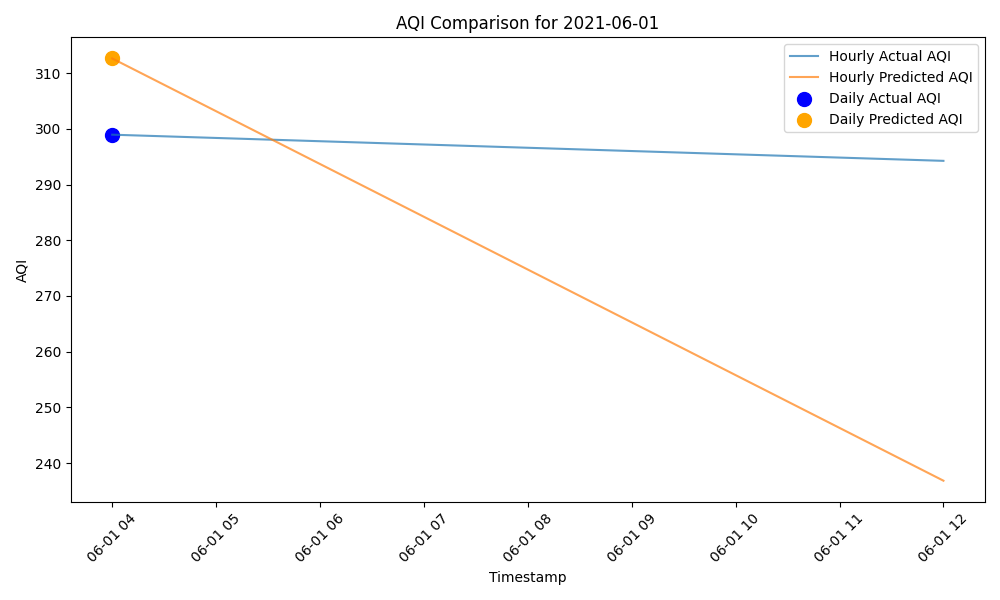 AQI Comparison for 2021-06-01
Hourly Actual AQI
Hourly Predicted AQI
Daily Actual AQI
Daily Predicted AQI
AQI
310
300
290
280
270
260
250
240
06-01 04
06-01 05
06-01 06
06-01 07
06-01 08
06-01 09
06-01 10
06-01 11
06-01 12
Timestamp